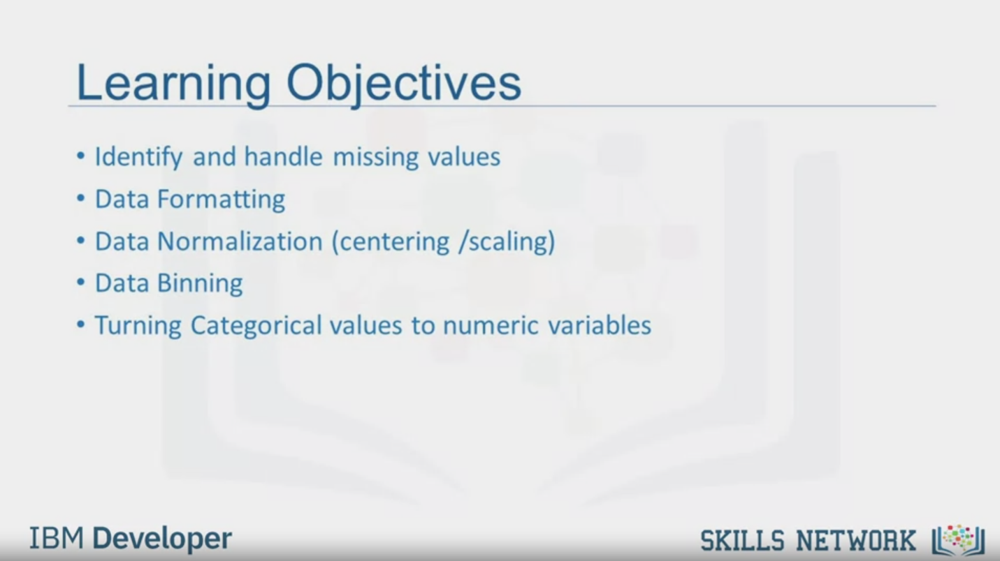 Learning Objectives
• Identify and handle missing values
• Data Formatting
• Data Normalization (centering /scaling)
• Data Binning
• Turning Categorical values to numeric variables
IBM Developer
SKILLS NETWORK